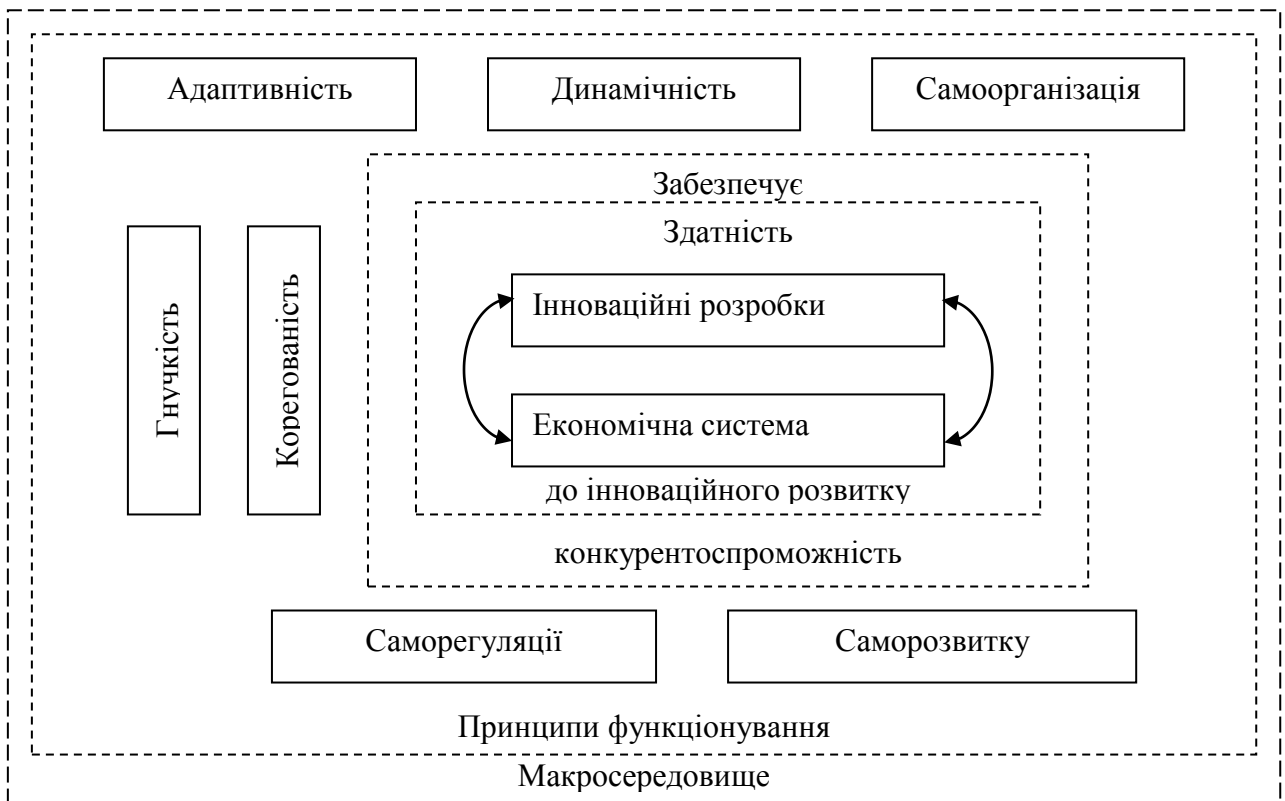 Адаптивність
Динамічність
Самоорганізація
Забезпечує
Здатність
Гнучкість
Корегованість
Інноваційні розробки
Економічна система
до інноваційного розвитку
конкурентоспроможність
Саморегуляції
Саморозвитку
Принципи функціонування
Макросередовище